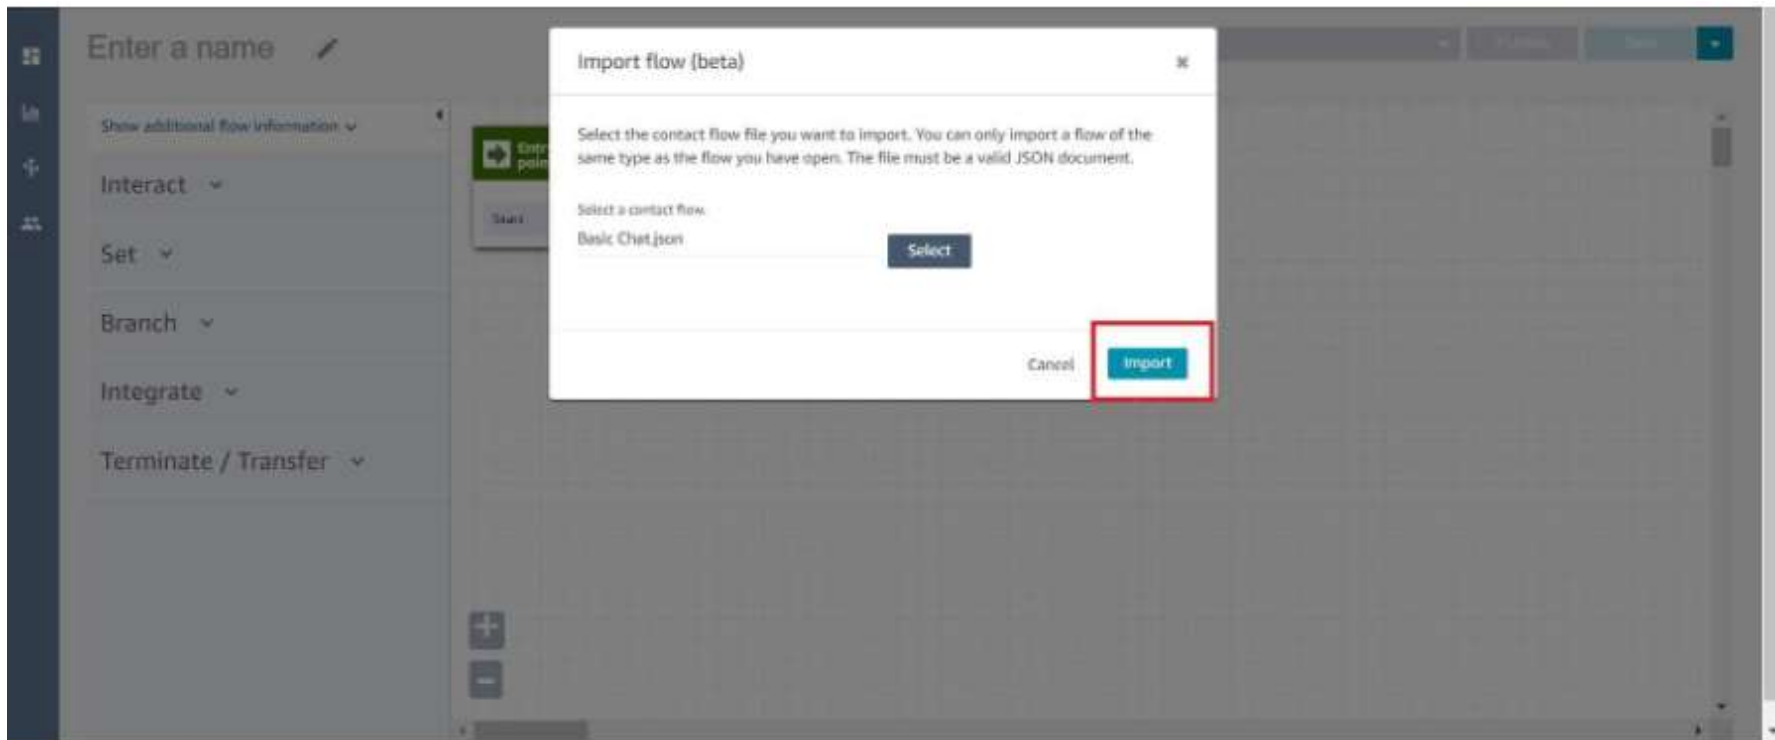 Enter a name
Import flow (beta)
Show additional flow information
Select the contact flow file you want to import. You can only import a flow of the
same type as the flow you have open. The file must be a valid JSON document.
Interact
Start
Select a contact flow.
Basic Chat.json
Select
Set
Branch
Cancel
Import
Integrate
Terminate / Transfer